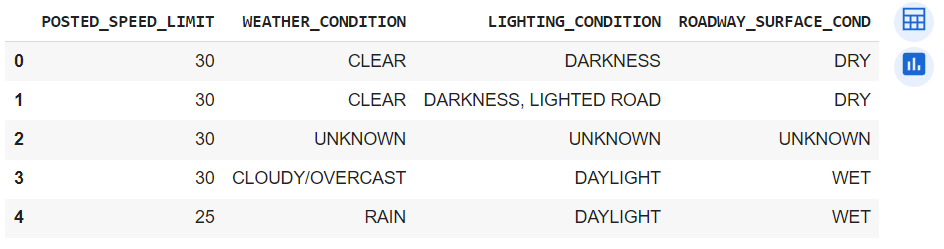 POSTED_SPEED_LIMIT WEATHER_CONDITION LIGHTING_CONDITION ROADWAY_SURFACE_COND
0 30 CLEAR DARKNESS DRY
1 30 CLEAR DARKNESS, LIGHTED ROAD DRY
2 30 UNKNOWN UNKNOWN UNKNOWN
3 30 CLOUDY/OVERCAST DAYLIGHT WET
4 25 RAIN DAYLIGHT WET